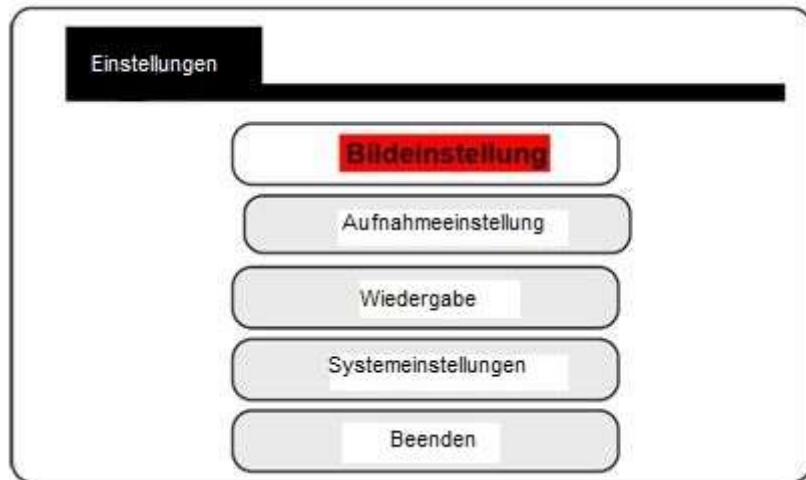 Einstellungen
Bildeinstellung
Aufnahmeeinstellung
Wiedergabe
Systemeinstellungen
Beenden